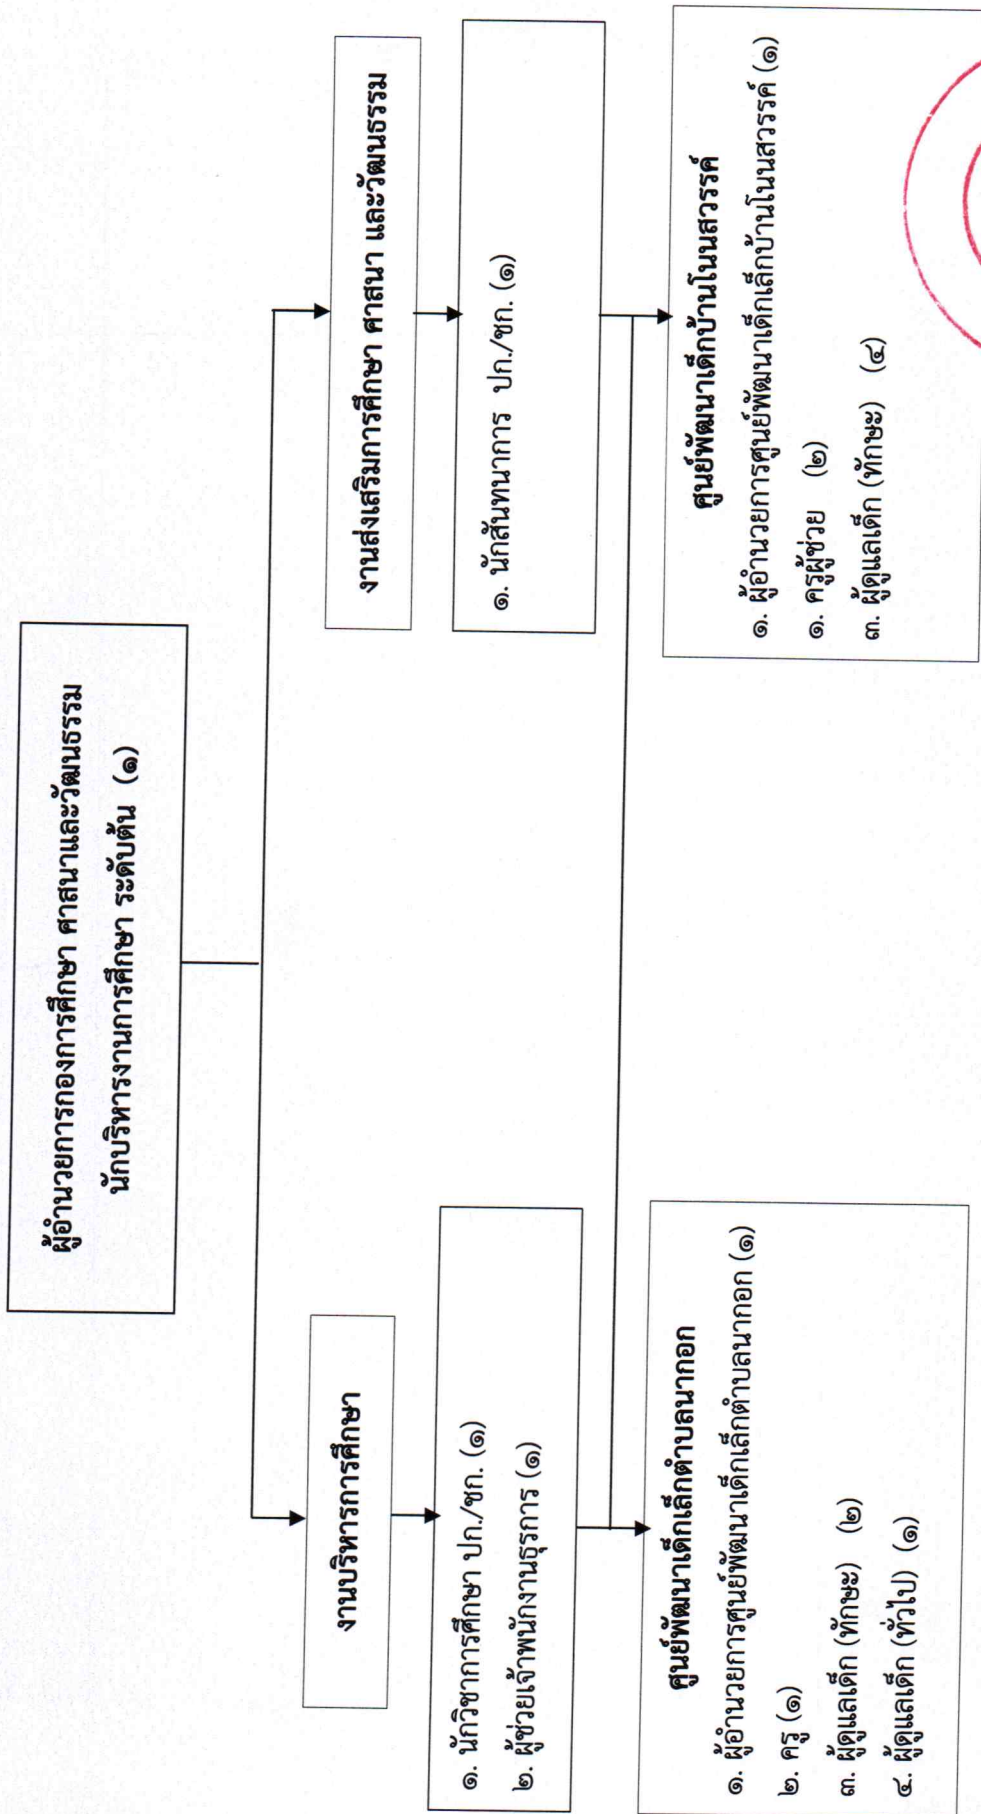 ผู้อำนวยการกองการศึกษา ศาสนาและวัฒนธรรม
นักบริหารงานการศึกษา ระดับต้น (๑)
งานบริหารการศึกษา
๑. นักวิชาการศึกษา ปก./ชก. (๑)
๒. ผู้ช่วยเจ้าพนักงานธุรการ (๑)
งานส่งเสริมการศึกษา ศาสนา และวัฒนธรรม
๑. นักสันทนาการ ปก./ชก. (๑)
ศูนย์พัฒนาเด็กเล็กตำบลนากอก
๑. ผู้อำนวยการศูนย์พัฒนาเด็กเล็กตำบลนากอก (๑)
๒. ครู (๑)
๓. ผู้ดูแลเด็ก (ทักษะ) (๒)
๔. ผู้ดูแลเด็ก (ทั่วไป) (๑)
ศูนย์พัฒนาเด็กบ้านโนนสวรรค์
๑. ผู้อำนวยการศูนย์พัฒนาเด็กเล็กบ้านโนนสวรรค์ (๑)
๑. ครูผู้ช่วย (๒)
๓. ผู้ดูแลเด็ก (ทักษะ) (๔)